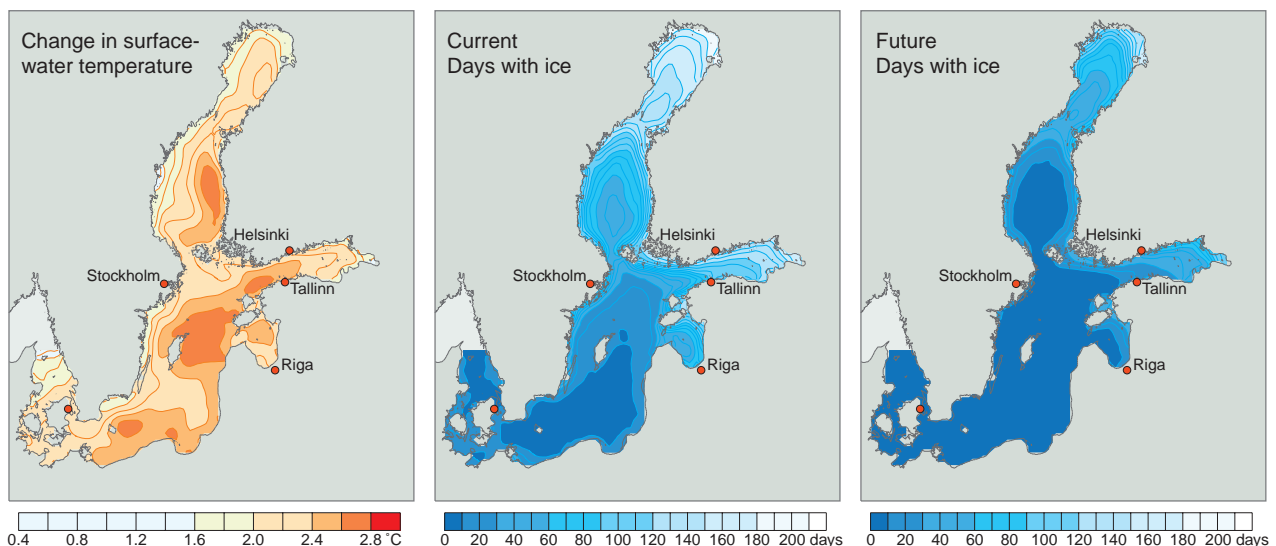 Change in surface-
water temperature
Helsinki
Stockholm
Tallinn
Riga
0.4 0.8 1.2 1.6 2.0 2.4 2.8 °C
Current
Days with ice
Helsinki
Stockholm
Tallinn
Riga
0 20 40 60 80 100 120 140 160 180 200 days
Future
Days with ice
Helsinki
Stockholm
Tallinn
Riga
0 20 40 60 80 100 120 140 160 180 200 days